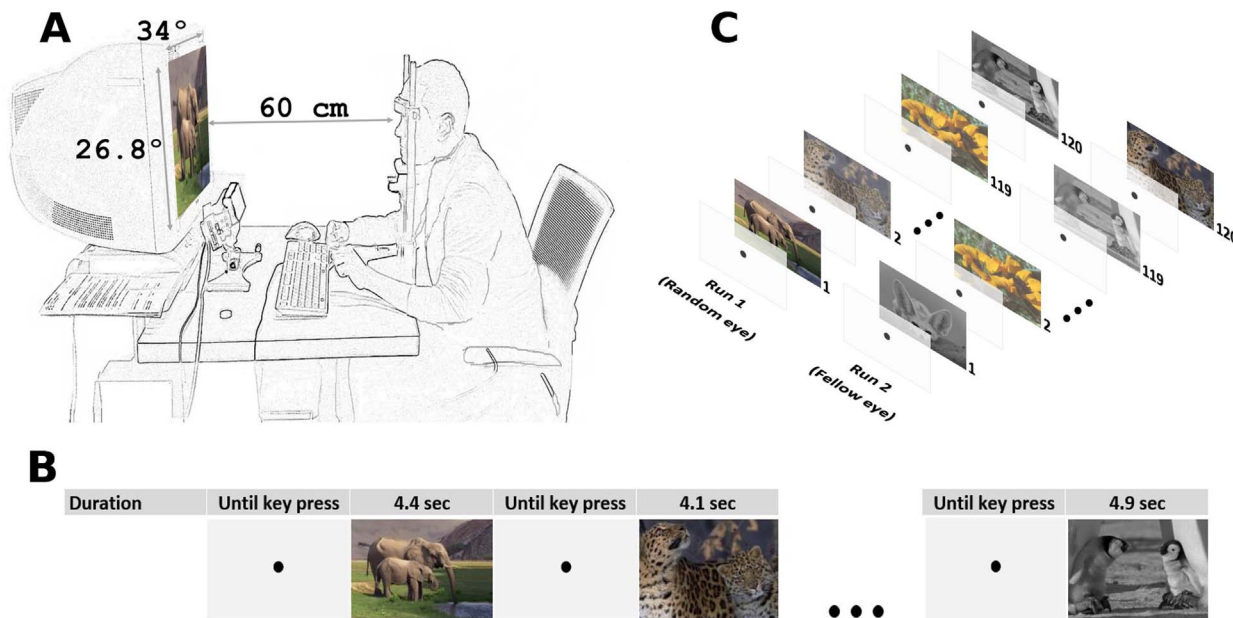 A
34°
60 cm
26.8°
C
120
119
2
1
Run 1
(Random eye)
120
119
2
1
Run 2
(Fellow eye)
B
Duration Until key press 4.4 sec Until key press 4.1 sec Until key press 4.9 sec